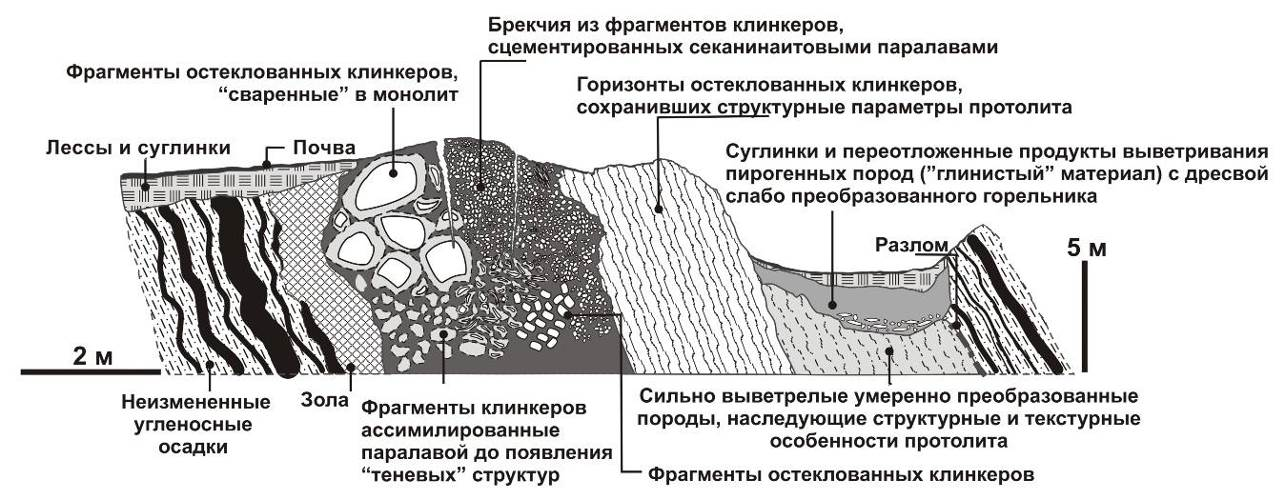 Брекчия из фрагментов клинкеров,
сцементированных секанинаитовыми паралавами
Фрагменты остеклованных клинкеров,
“сваренные” в монолит
Горизонты остеклованных клинкеров,
сохранивших структурные параметры протолита
Лессы и суглинки
Почва
Суглинки и переотложенные продукты выветривания
пирогенных пород (”глинистый” материал) с дресвой
слабо преобразованного горельника
Разлом
5 м
2 м
Неизмененные
угленосные
осадки
Зола
Фрагменты клинкеров
ассимилированные
паралавой до появления
“теневых” структур
Сильно выветрелые умеренно преобразованные
породы, наследующие структурные и текстурные
особенности протолита
Фрагменты остеклованных клинкеров